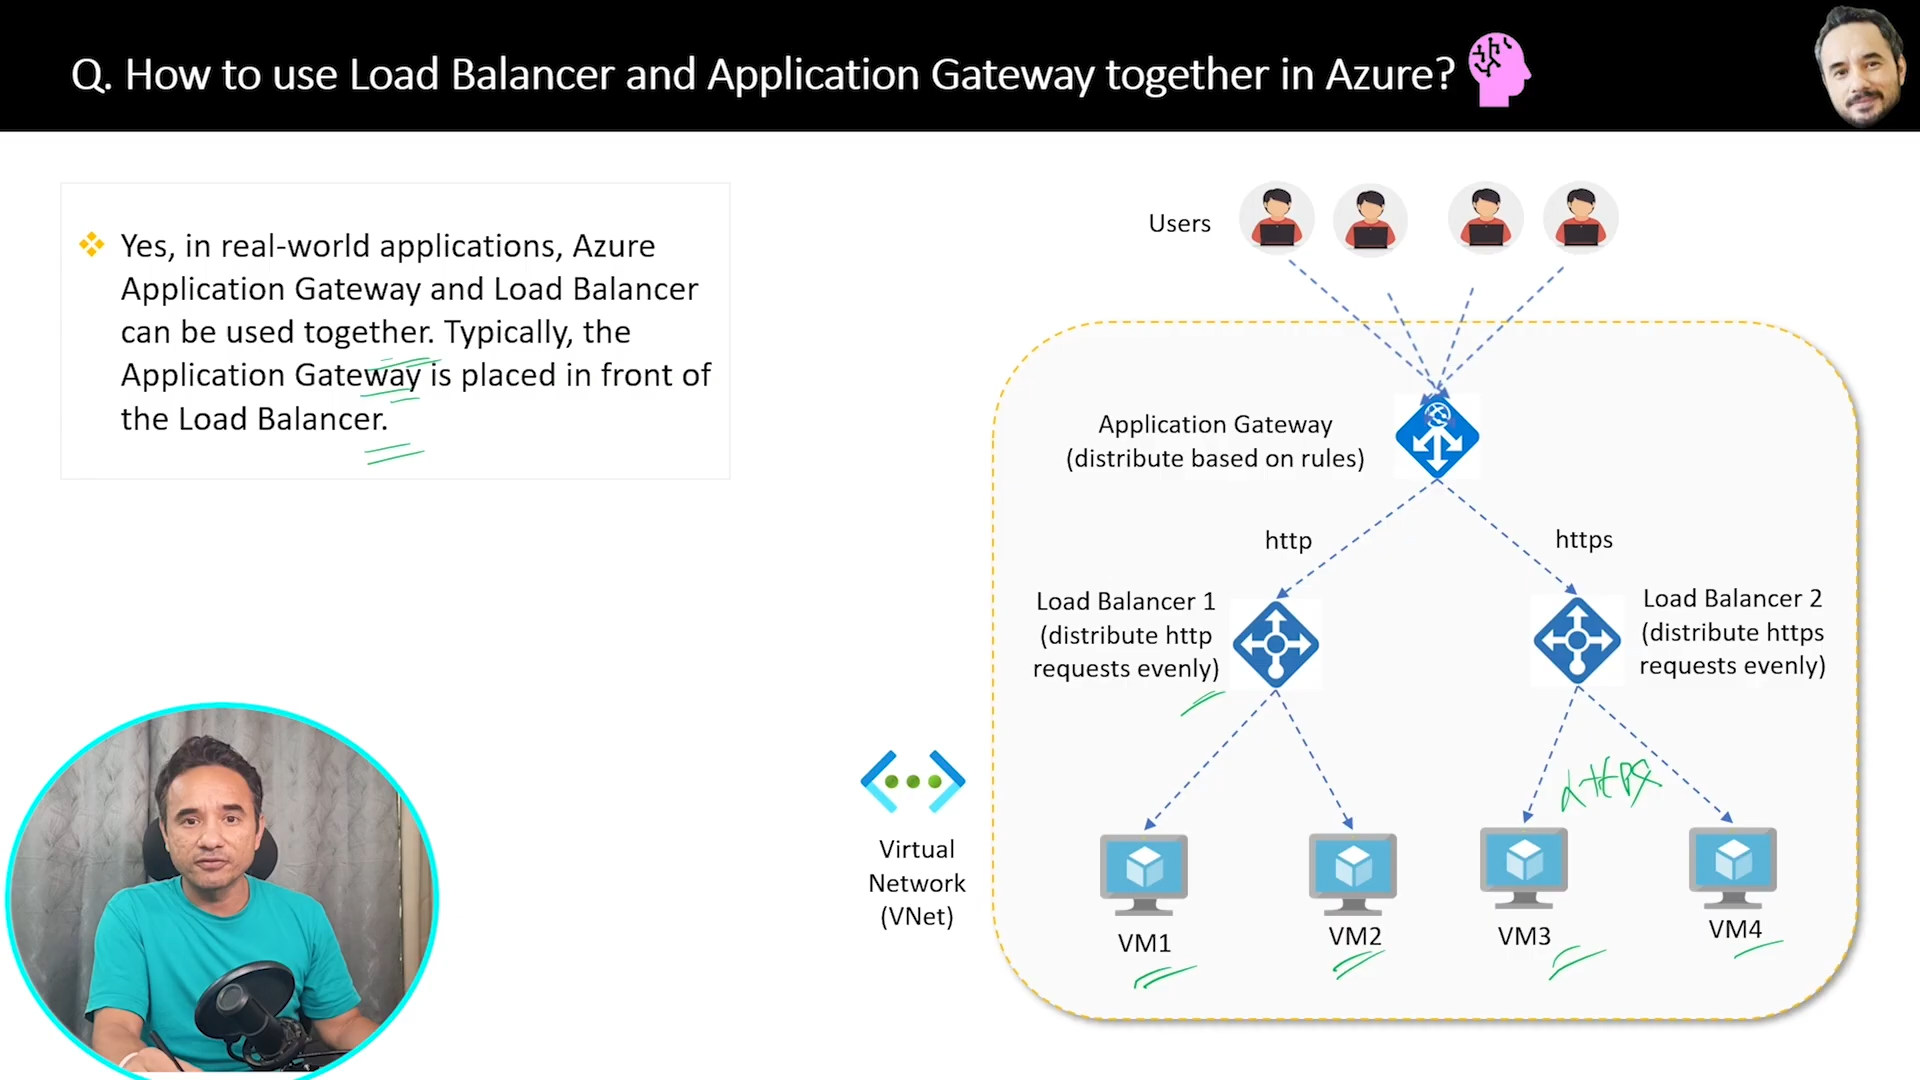 Q. How to use Load Balancer and Application Gateway together in Azure?
Yes, in real-world applications, Azure
Application Gateway and Load Balancer
can be used together. Typically, the
Application Gateway is placed in front of
the Load Balancer.
Users
Application Gateway
(distribute based on rules)
http
https
Load Balancer 1
(distribute http
requests evenly)
Load Balancer 2
(distribute https
requests evenly)
Virtual
Network
(VNet)
VM1
VM2
VM3
VM4